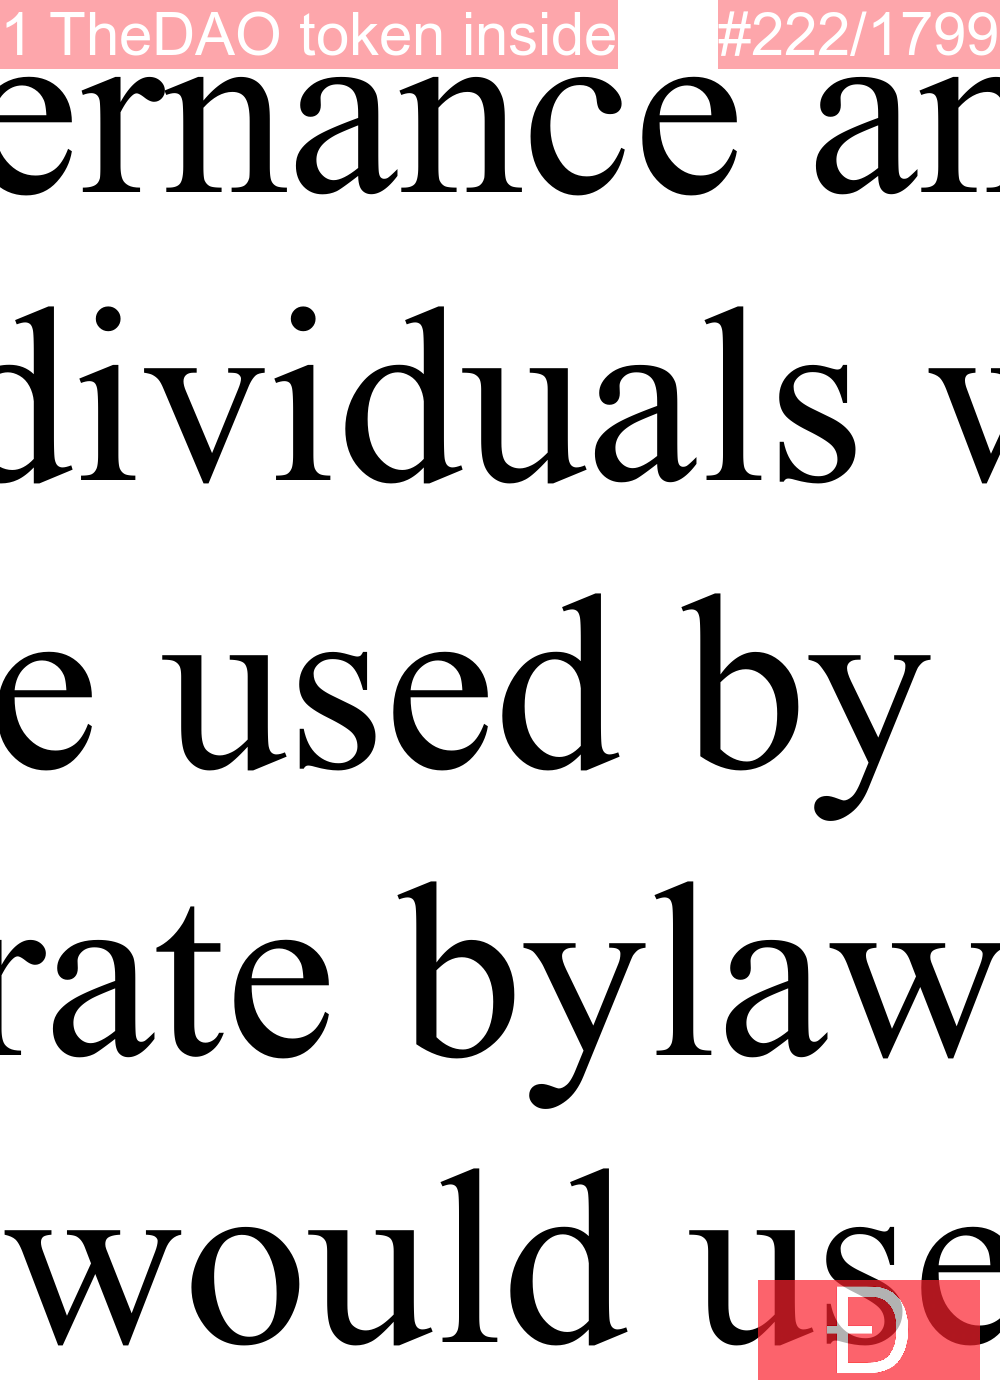 1 TheDAO token inside #222/1799
ernance an
dividuals w
e used by
rate bylaw
would use
Đ